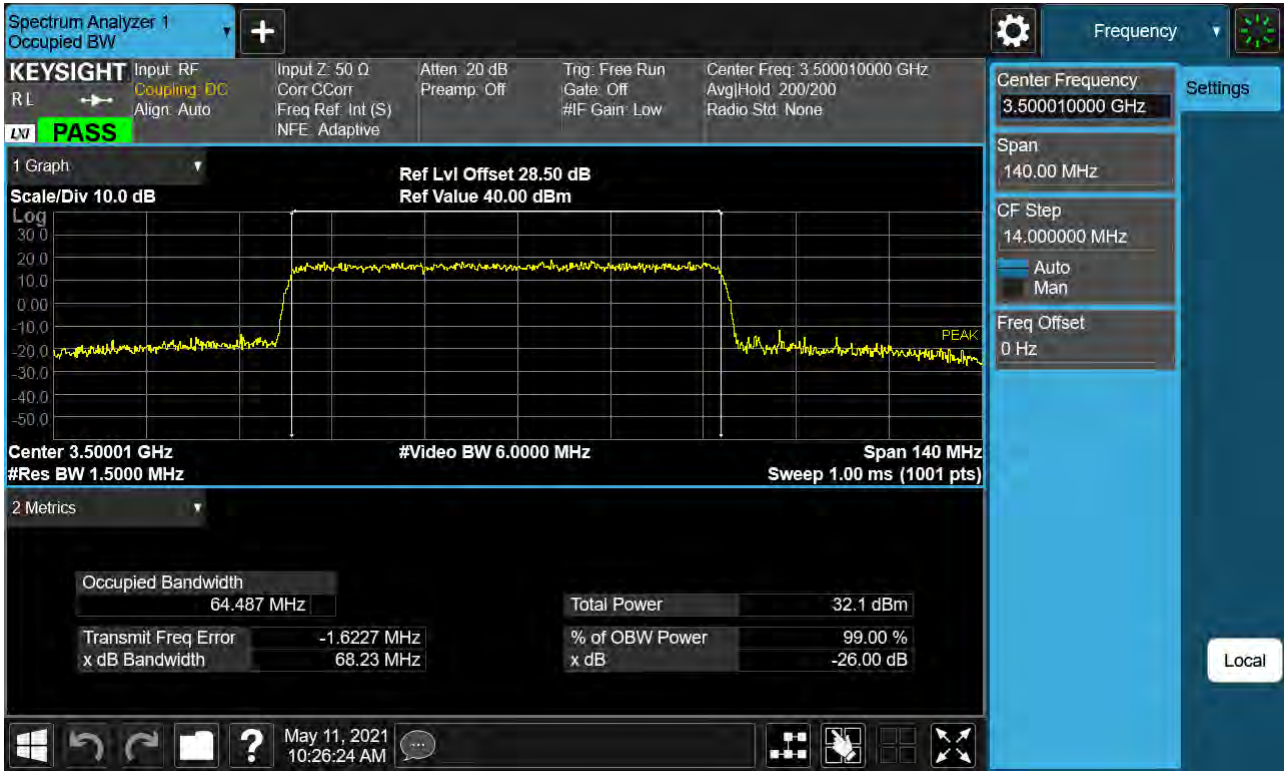 Spectrum Analyzer 1
Occupied BW
+
Frequency
KEYSIGHT
RL
LXI
PASS
Input: RF
Coupling: DC
Align: Auto
Input Z: 50 Ω
Corr CCorr
Freq Ref: Int (S)
NFE: Adaptive
Atten: 20 dB
Preamp: Off
Trig: Free Run
Gate: Off
#IF Gain: Low
Center Freq: 3.500010000 GHz
Avg|Hold: 200/200
Radio Std: None
Center Frequency
3.500010000 GHz
Settings
Span
140.00 MHz
CF Step
14.000000 MHz
Auto
Man
Freq Offset
0 Hz
Local
1 Graph
Scale/Div 10.0 dB
Ref Lvl Offset 28.50 dB
Ref Value 40.00 dBm
Log
30.0
20.0
10.0
0.00
-10.0
-20.0
-30.0
-40.0
-50.0
PEAK
Center 3.50001 GHz
#Video BW 6.0000 MHz
Span 140 MHz
#Res BW 1.5000 MHz
Sweep 1.00 ms (1001 pts)
2 Metrics
Occupied Bandwidth
64.487 MHz
Total Power 32.1 dBm
Transmit Freq Error -1.6227 MHz
% of OBW Power 99.00 %
x dB Bandwidth 68.23 MHz
x dB -26.00 dB
?
May 11, 2021
10:26:24 AM